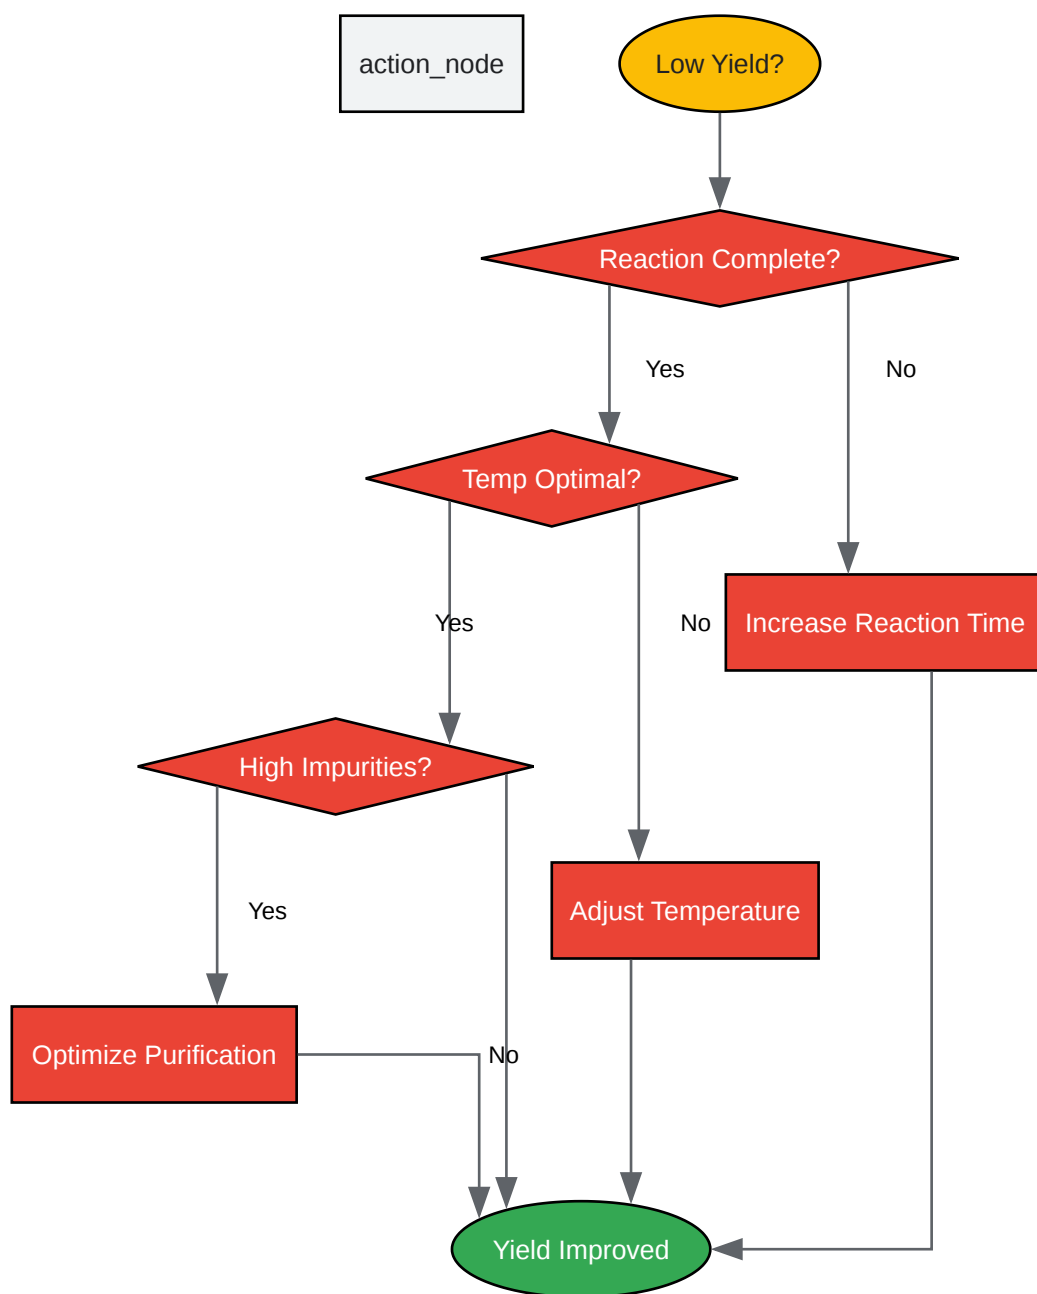 action_node
Low Yield?
Reaction Complete?
Yes
No
Temp Optimal?
Yes
No
Increase Reaction Time
High Impurities?
Adjust Temperature
Yes
Optimize Purification
No
Yield Improved